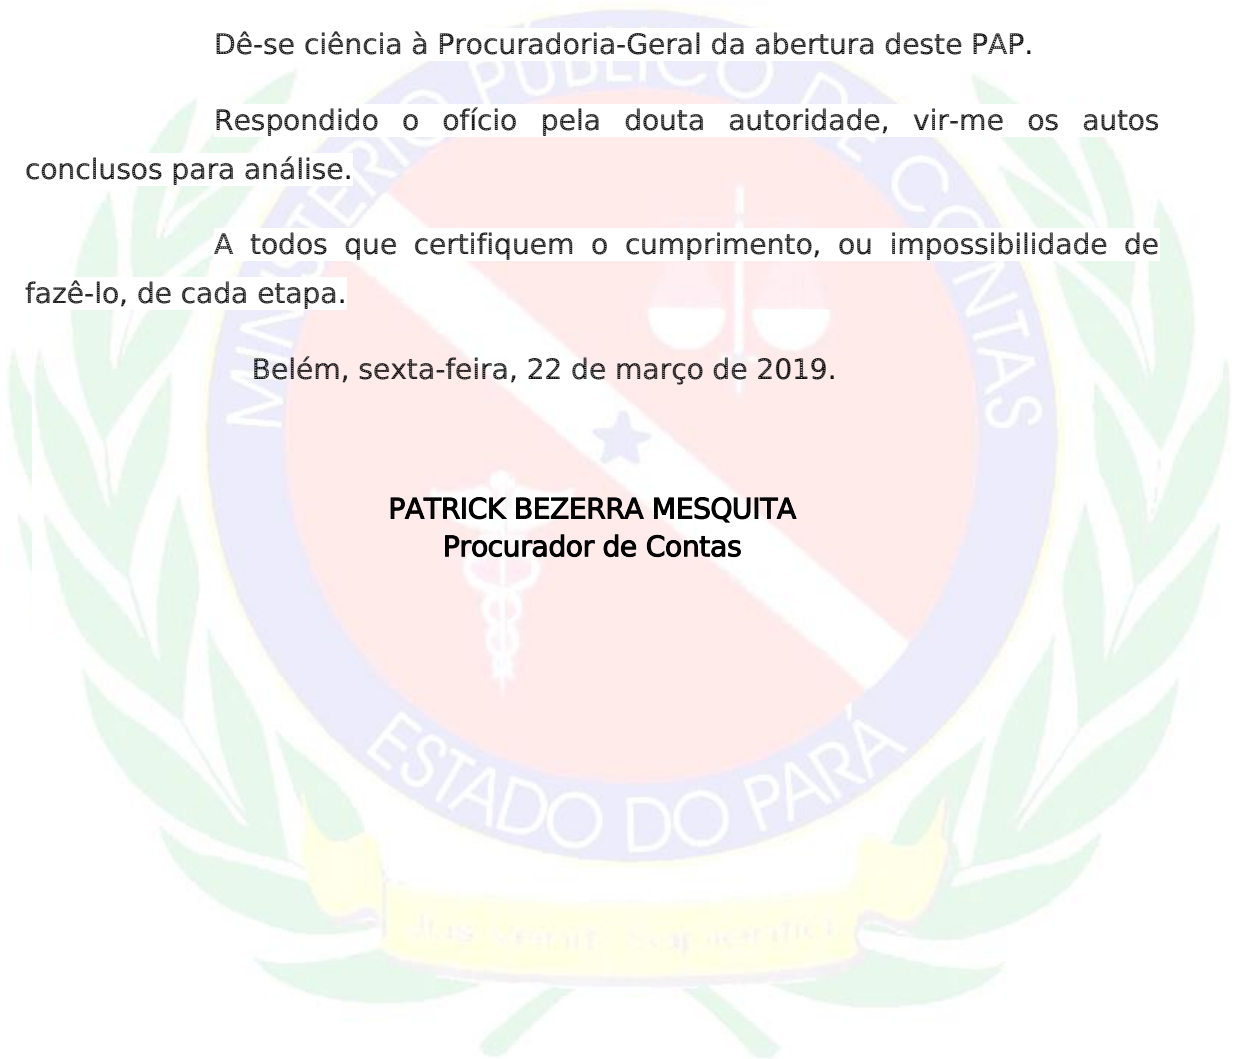 Dê-se ciência à Procuradoria-Geral da abertura deste PAP.
Respondido o ofício pela douta autoridade, vir-me os autos
conclusos para análise.
A todos que certifiquem o cumprimento, ou impossibilidade de
fazê-lo, de cada etapa.
Belém, sexta-feira, 22 de março de 2019.
PATRICK BEZERRA MESQUITA
Procurador de Contas
MINISTÉRIO PÚBLICO DE CONTAS
ESTADO DO PARÁ